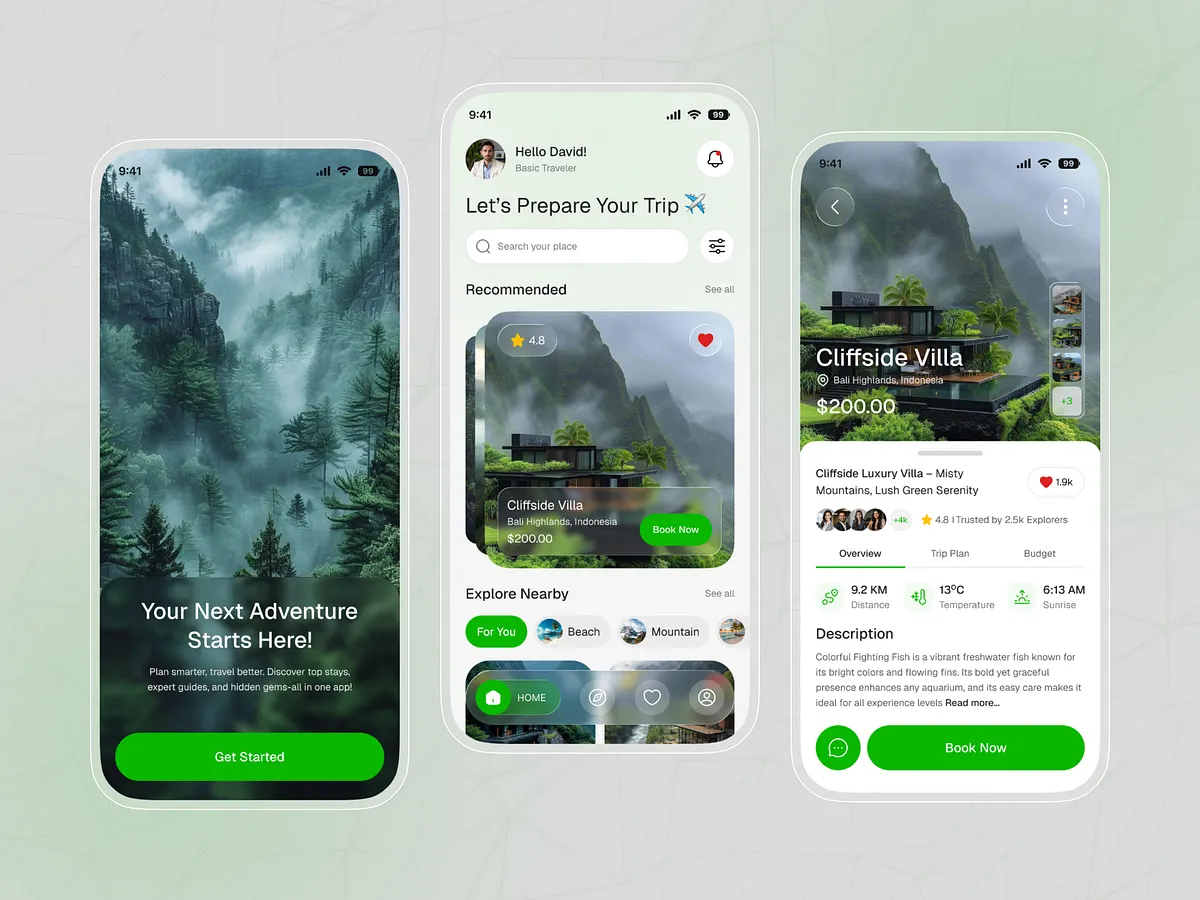 9:41
99
Your Next Adventure
Starts Here!
Plan smarter, travel better. Discover top stays,
expert guides, and hidden gems-all in one app!
Get Started
9:41
99
Hello David!
Basic Traveler
Let's Prepare Your Trip ✈️
Search your place
Recommended
See all
4.8
Cliffside Villa
Bali Highlands, Indonesia
$200.00
Book Now
Explore Nearby
See all
For You
Beach
Mountain
HOME
9:41
99
Cliffside Villa
Bali Highlands, Indonesia
$200.00
+3
Cliffside Luxury Villa – Misty
Mountains, Lush Green Serenity
1.9k
+4k
4.8 | Trusted by 2.5k Explorers
Overview
Trip Plan
Budget
9.2 KM
Distance
13°C
Temperature
6:13 AM
Sunrise
Description
Colorful Fighting Fish is a vibrant freshwater fish known for
its bright colors and flowing fins. Its bold yet graceful
presence enhances any aquarium, and its easy care makes it
ideal for all experience levels Read more...
Book Now